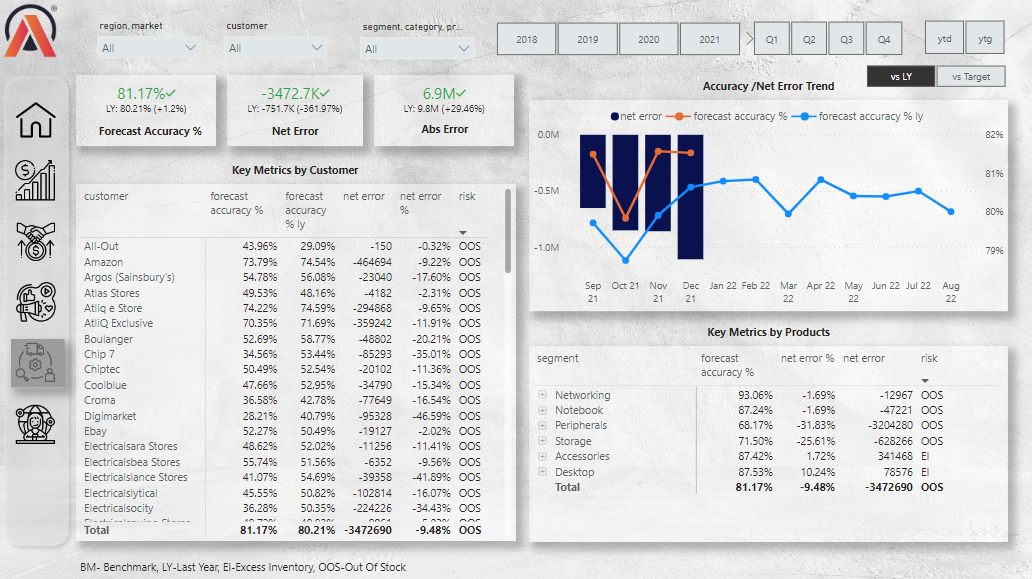 region, market
customer
segment, category, pr...
All
All
All
2018
2019
2020
2021
Q1
Q2
Q3
Q4
ytd
ytg
vs LY
vs Target
81.17%✓
LY: 80.21% (+1.2%)
Forecast Accuracy %
-3472.7K✓
LY: -751.7K (-361.97%)
Net Error
6.9M✓
LY: 9.8M (+29.46%)
Abs Error
Accuracy /Net Error Trend
net error
forecast accuracy %
forecast accuracy % ly
0.0M
-0.5M
-1.0M
82%
81%
80%
79%
Sep 21
Oct 21
Nov 21
Dec 21
Jan 22
Feb 22
Mar 22
Apr 22
May 22
Jun 22
Jul 22
Aug 22
Key Metrics by Customer
customer forecast accuracy % forecast accuracy % ly net error net error % risk
All-Out 43.96% 29.09% -150 -0.32% OOS
Amazon 73.79% 74.54% -464694 -9.22% OOS
Argos (Sainsbury's) 54.78% 56.08% -23040 -17.60% OOS
Atlas Stores 49.53% 48.16% -4182 -2.31% OOS
Atliq e Store 74.22% 74.59% -294868 -9.65% OOS
AtliQ Exclusive 70.35% 71.69% -359242 -11.91% OOS
Boulanger 52.69% 58.77% -48802 -20.21% OOS
Chip 7 34.56% 53.44% -85293 -35.01% OOS
Chiptec 50.49% 52.54% -20102 -11.36% OOS
Coolblue 47.66% 52.95% -34790 -15.34% OOS
Croma 36.58% 42.78% -77649 -16.54% OOS
Digimarket 28.21% 40.79% -95328 -46.59% OOS
Ebay 52.27% 50.49% -19127 -2.02% OOS
Electricalsara Stores 48.62% 52.02% -11256 -11.41% OOS
Electricalsbea Stores 55.74% 51.56% -6352 -9.56% OOS
Electricalslance Stores 41.07% 54.69% -39358 -41.89% OOS
Electricalslytical 45.55% 50.82% -102814 -16.07% OOS
Electricalsocity 36.28% 50.35% -224226 -34.43% OOS
Total 81.17% 80.21% -3472690 -9.48% OOS
Key Metrics by Products
segment forecast accuracy % net error % net error risk
Networking 93.06% -1.69% -12967 OOS
Notebook 87.24% -1.69% -47221 OOS
Peripherals 68.17% -31.83% -3204280 OOS
Storage 71.50% -25.61% -628266 OOS
Accessories 87.42% 1.72% 341468 EI
Desktop 87.53% 10.24% 78576 EI
Total 81.17% -9.48% -3472690 OOS
BM- Benchmark, LY-Last Year, EI-Excess Inventory, OOS-Out Of Stock